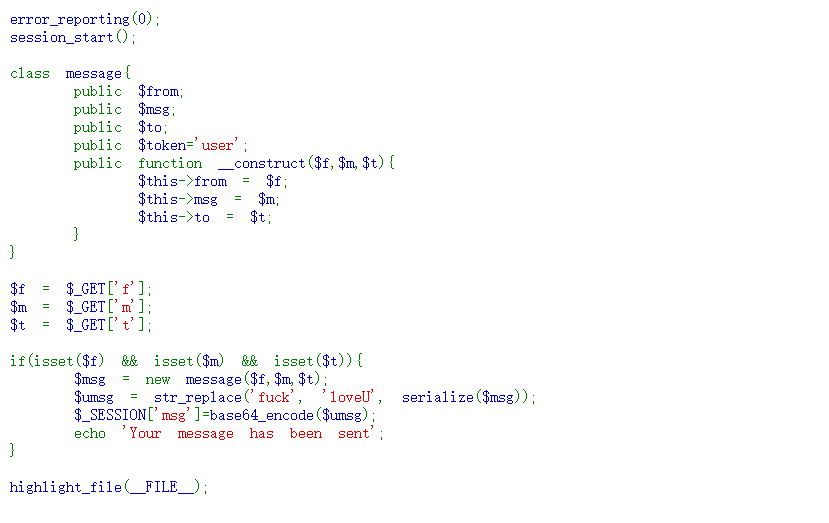 error_reporting(0);
session_start();
class message{
public $from;
public $msg;
public $to;
public $token='user';
public function __construct($f,$m,$t){
$this->from = $f;
$this->msg = $m;
$this->to = $t;
}
}
$f = $_GET['f'];
$m = $_GET['m'];
$t = $_GET['t'];
if(isset($f) && isset($m) && isset($t)){
$msg = new message($f,$m,$t);
$umsg = str_replace('fuck', 'loveU', serialize($msg));
$_SESSION['msg']=base64_encode($umsg);
echo 'Your message has been sent';
}
highlight_file(__FILE__);